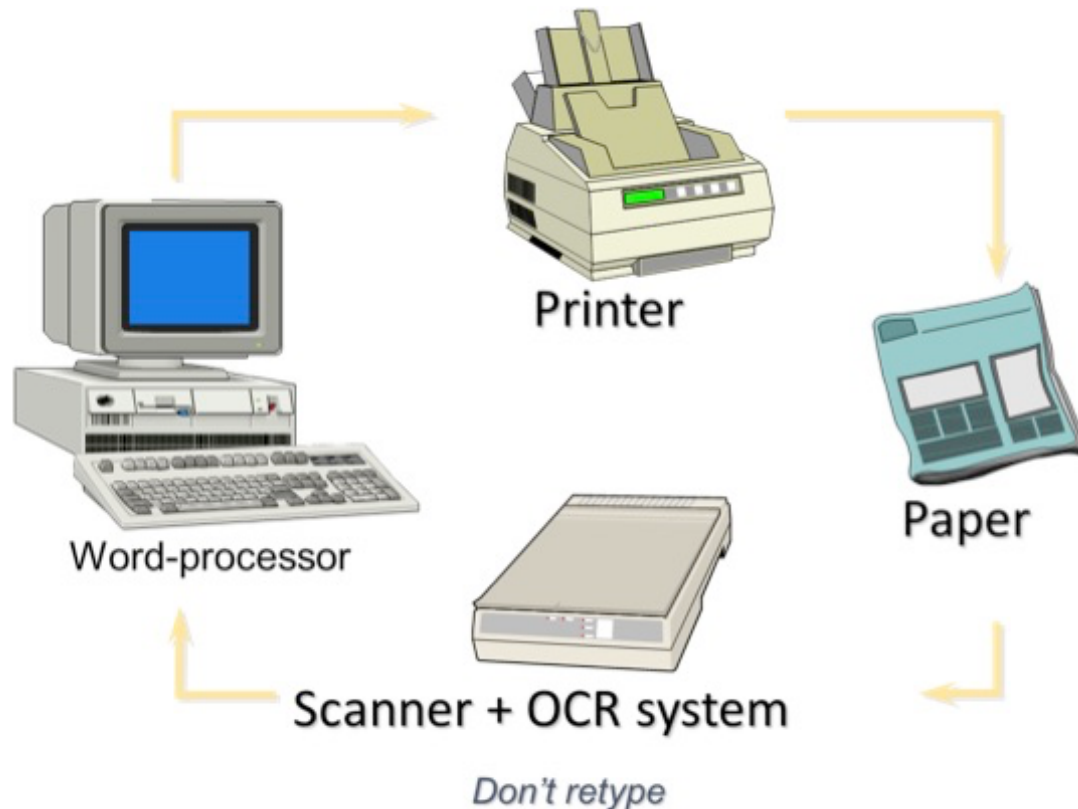 Printer
Paper
Word-processor
Scanner + OCR system
Don't retype